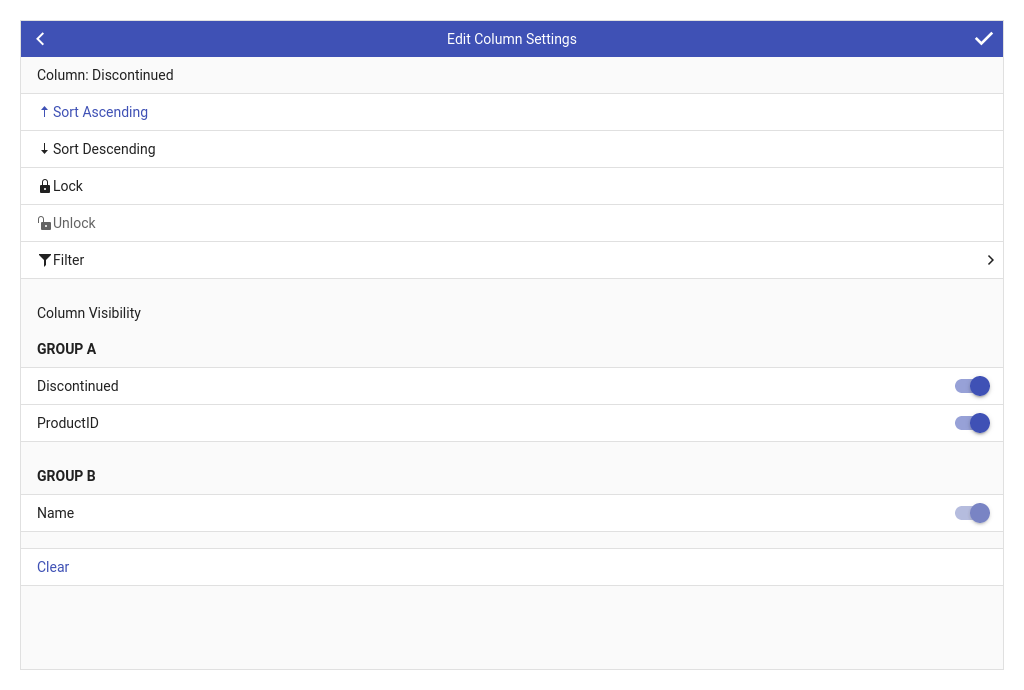 Edit Column Settings
Column: Discontinued
Sort Ascending
Sort Descending
Lock
Unlock
Filter
Column Visibility
GROUP A
Discontinued
ProductID
GROUP B
Name
Clear